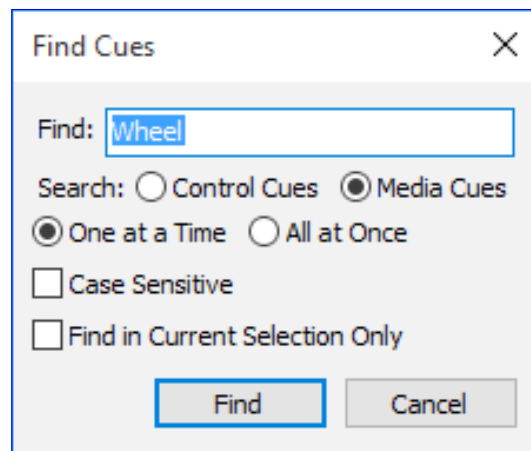 Find Cues
Find: Wheel
Search: Control Cues Media Cues
One at a Time All at Once
Case Sensitive
Find in Current Selection Only
Find Cancel